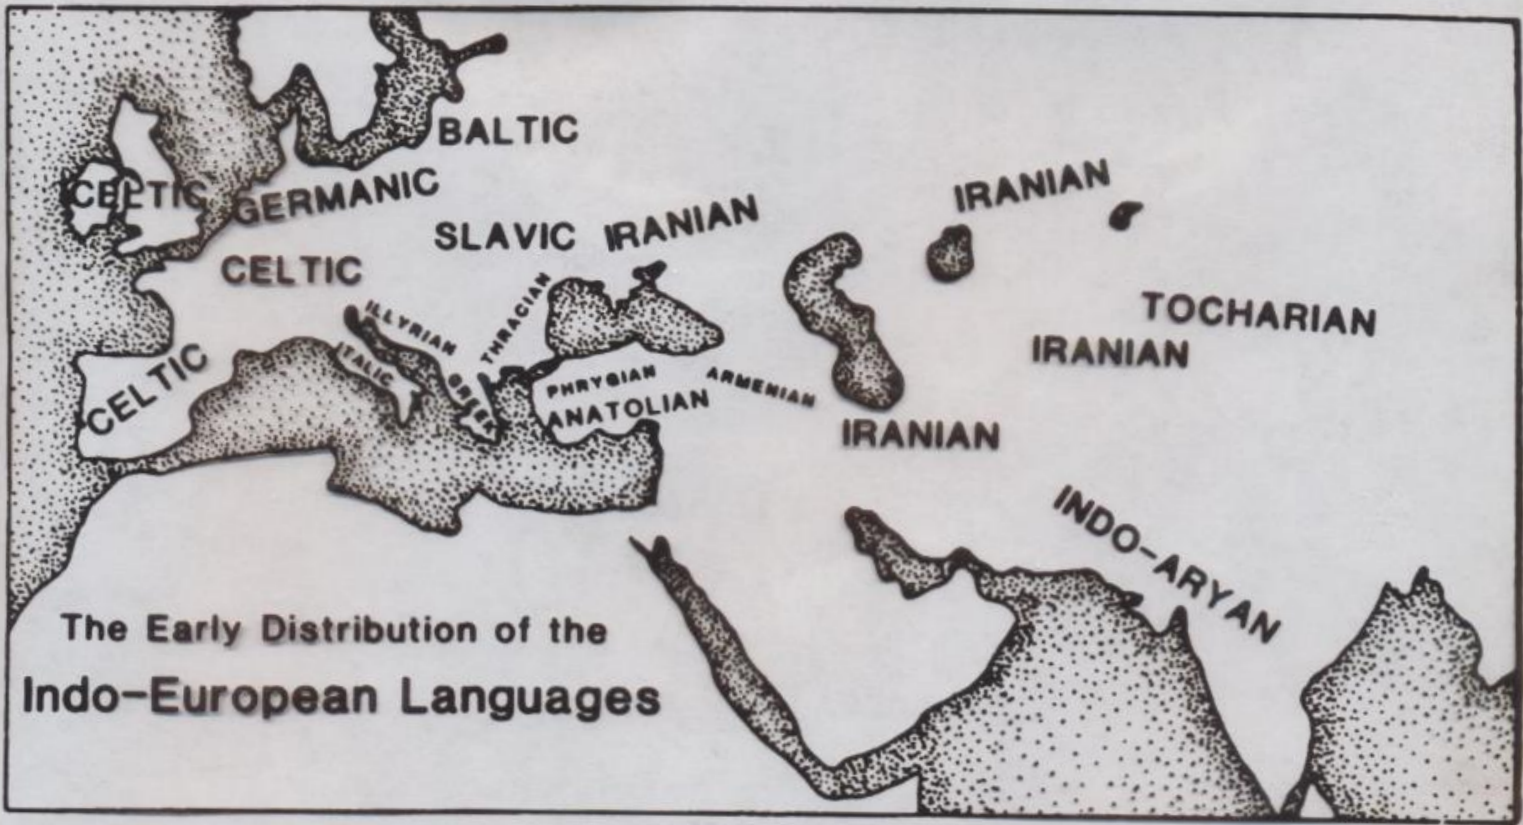 BALTIC
IRANIAN
CELTIC
GERMANIC
SLAVIC
IRANIAN
CELTIC
ILLYRIAN
THRACIAN
TOCHARIAN
IRANIAN
CELTIC
ITALIC
GREEK
PHRYGIAN
ARMENIAN
ANATOLIAN
IRANIAN
INDO-ARYAN
The Early Distribution of the
Indo-European Languages